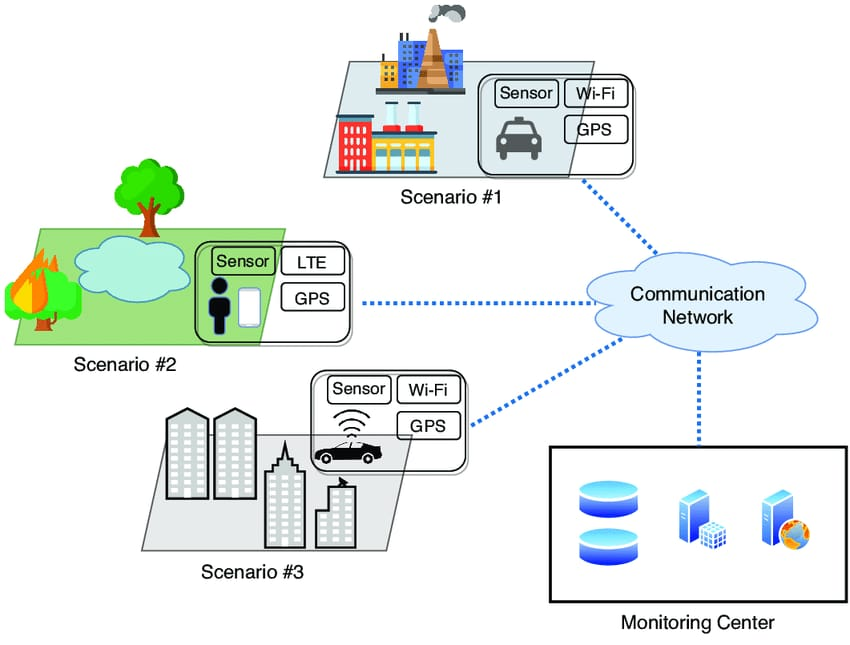 Sensor
Wi-Fi
GPS
Scenario #1
Sensor
LTE
GPS
Scenario #2
Communication
Network
Sensor
Wi-Fi
GPS
Scenario #3
Monitoring Center